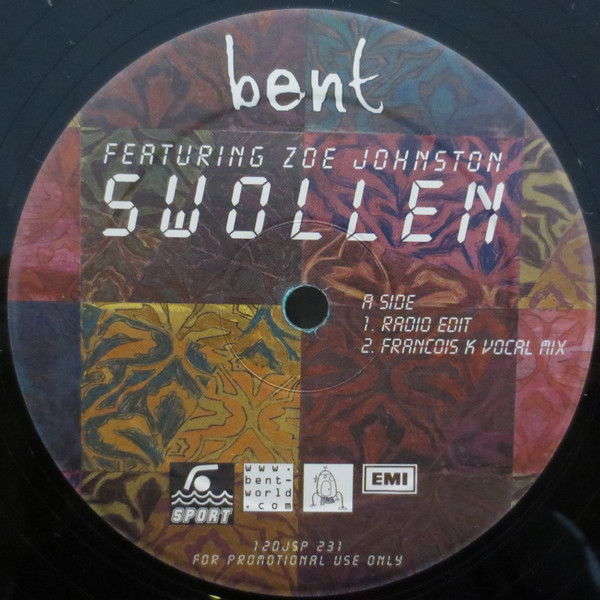 bent
FEATURING ZOE JOHNSTON
SWOLLEN
A SIDE
1. RADIO EDIT
2. FRANCOIS K VOCAL MIX
SPORT
www.
bent-
world
.com
EMI
12DJSP 231
FOR PROMOTIONAL USE ONLY